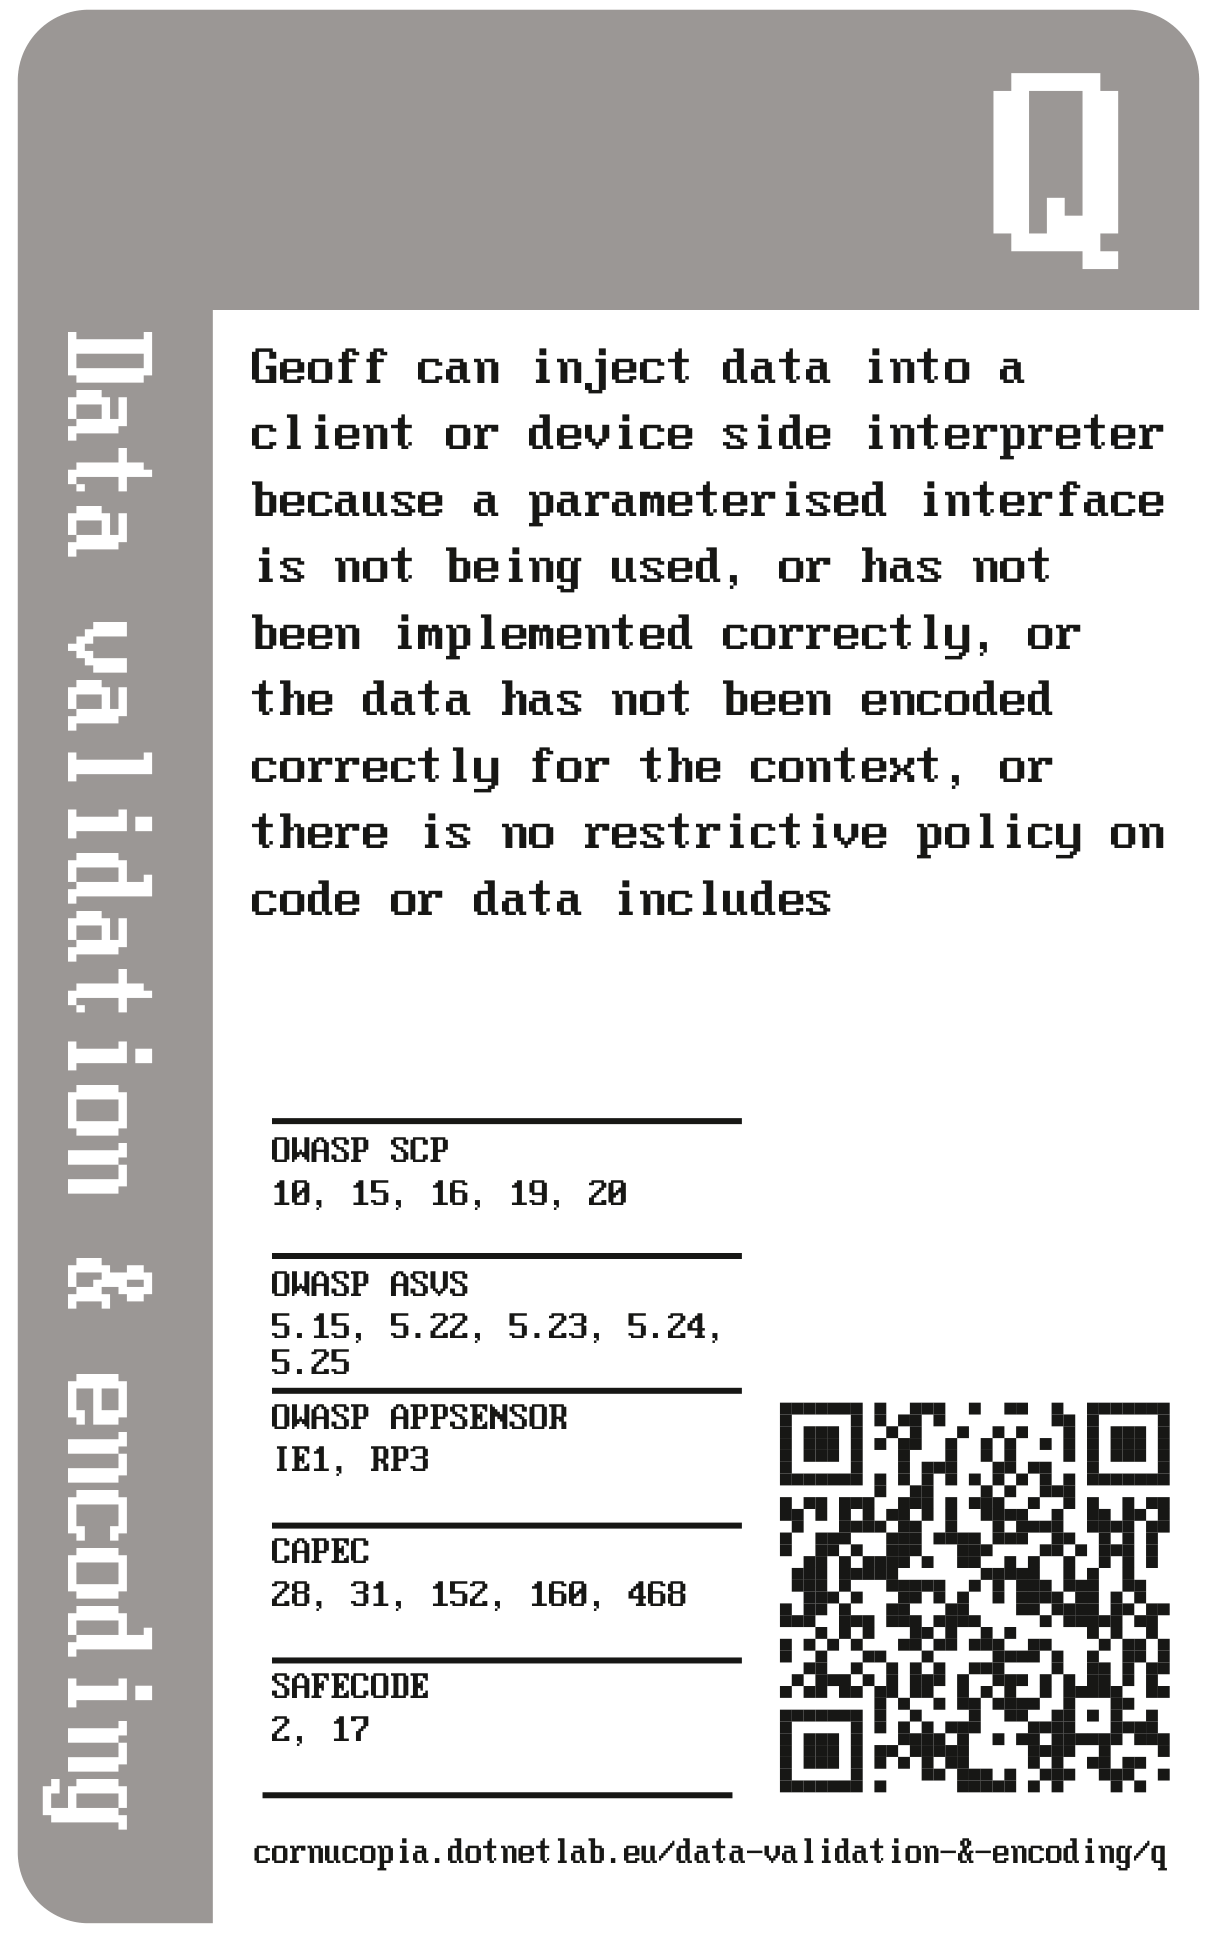 Q
Data validation & encoding
Geoff can inject data into a
client or device side interpreter
because a parameterised interface
is not being used, or has not
been implemented correctly, or
the data has not been encoded
correctly for the context, or
there is no restrictive policy on
code or data includes
OWASP SCP
10, 15, 16, 19, 20
OWASP ASVS
5.15, 5.22, 5.23, 5.24,
5.25
OWASP APPSENSOR
IE1, RP3
CAPEC
28, 31, 152, 160, 468
SAFECODE
2, 17
cornucopia.dotnetlab.eu/data-validation-&-encoding/q